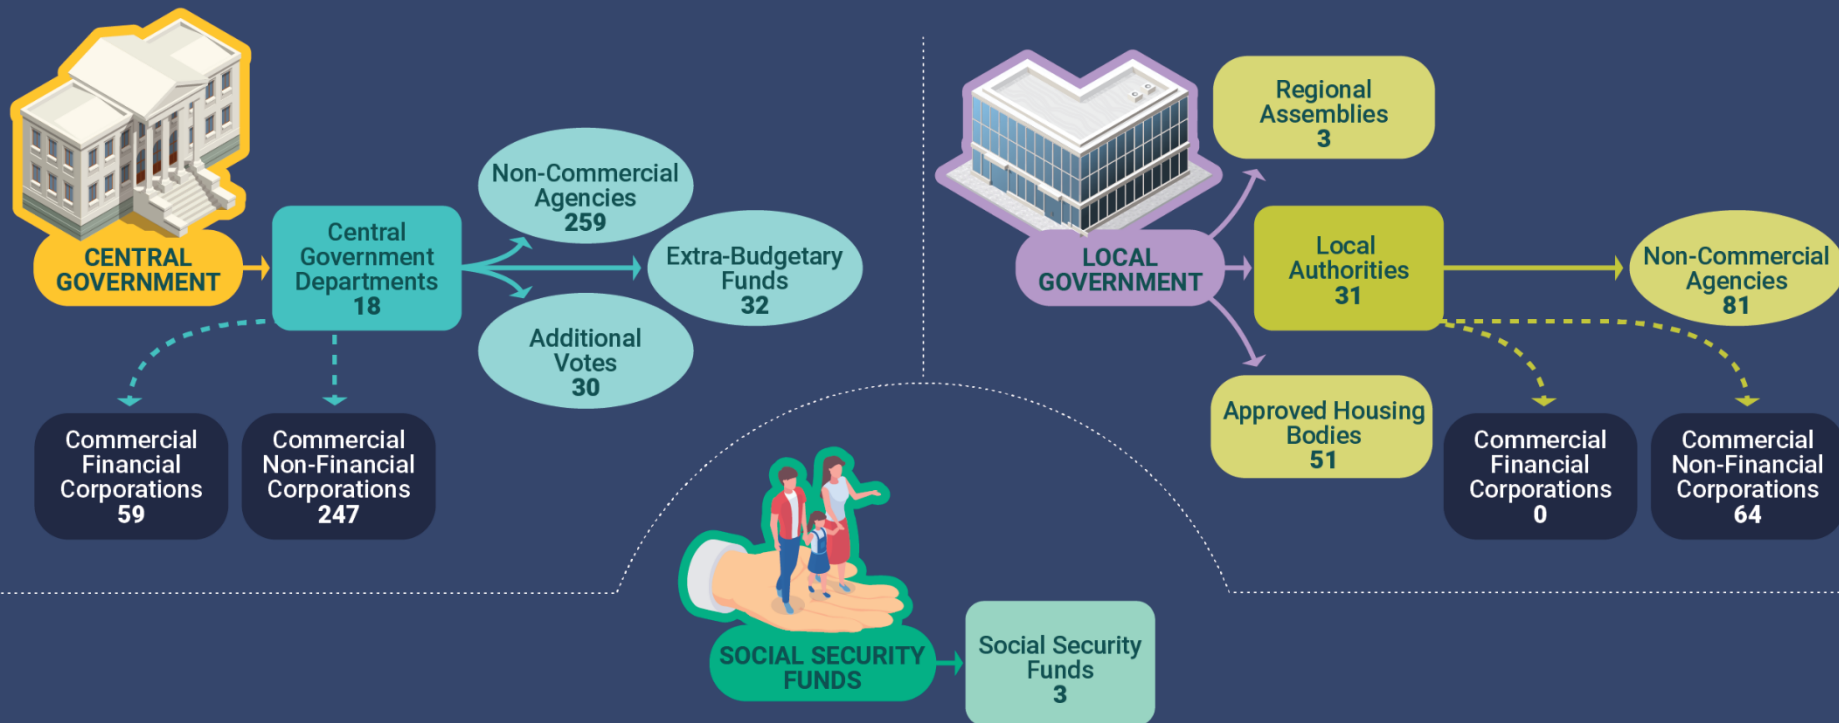 CENTRAL
GOVERNMENT
Central
Government
Departments
18
Non-Commercial
Agencies
259
Extra-Budgetary
Funds
32
Additional
Votes
30
Commercial
Financial
Corporations
59
Commercial
Non-Financial
Corporations
247
LOCAL
GOVERNMENT
Regional
Assemblies
3
Local
Authorities
31
Non-Commercial
Agencies
81
Approved Housing
Bodies
51
Commercial
Financial
Corporations
0
Commercial
Non-Financial
Corporations
64
SOCIAL SECURITY
FUNDS
Social Security
Funds
3